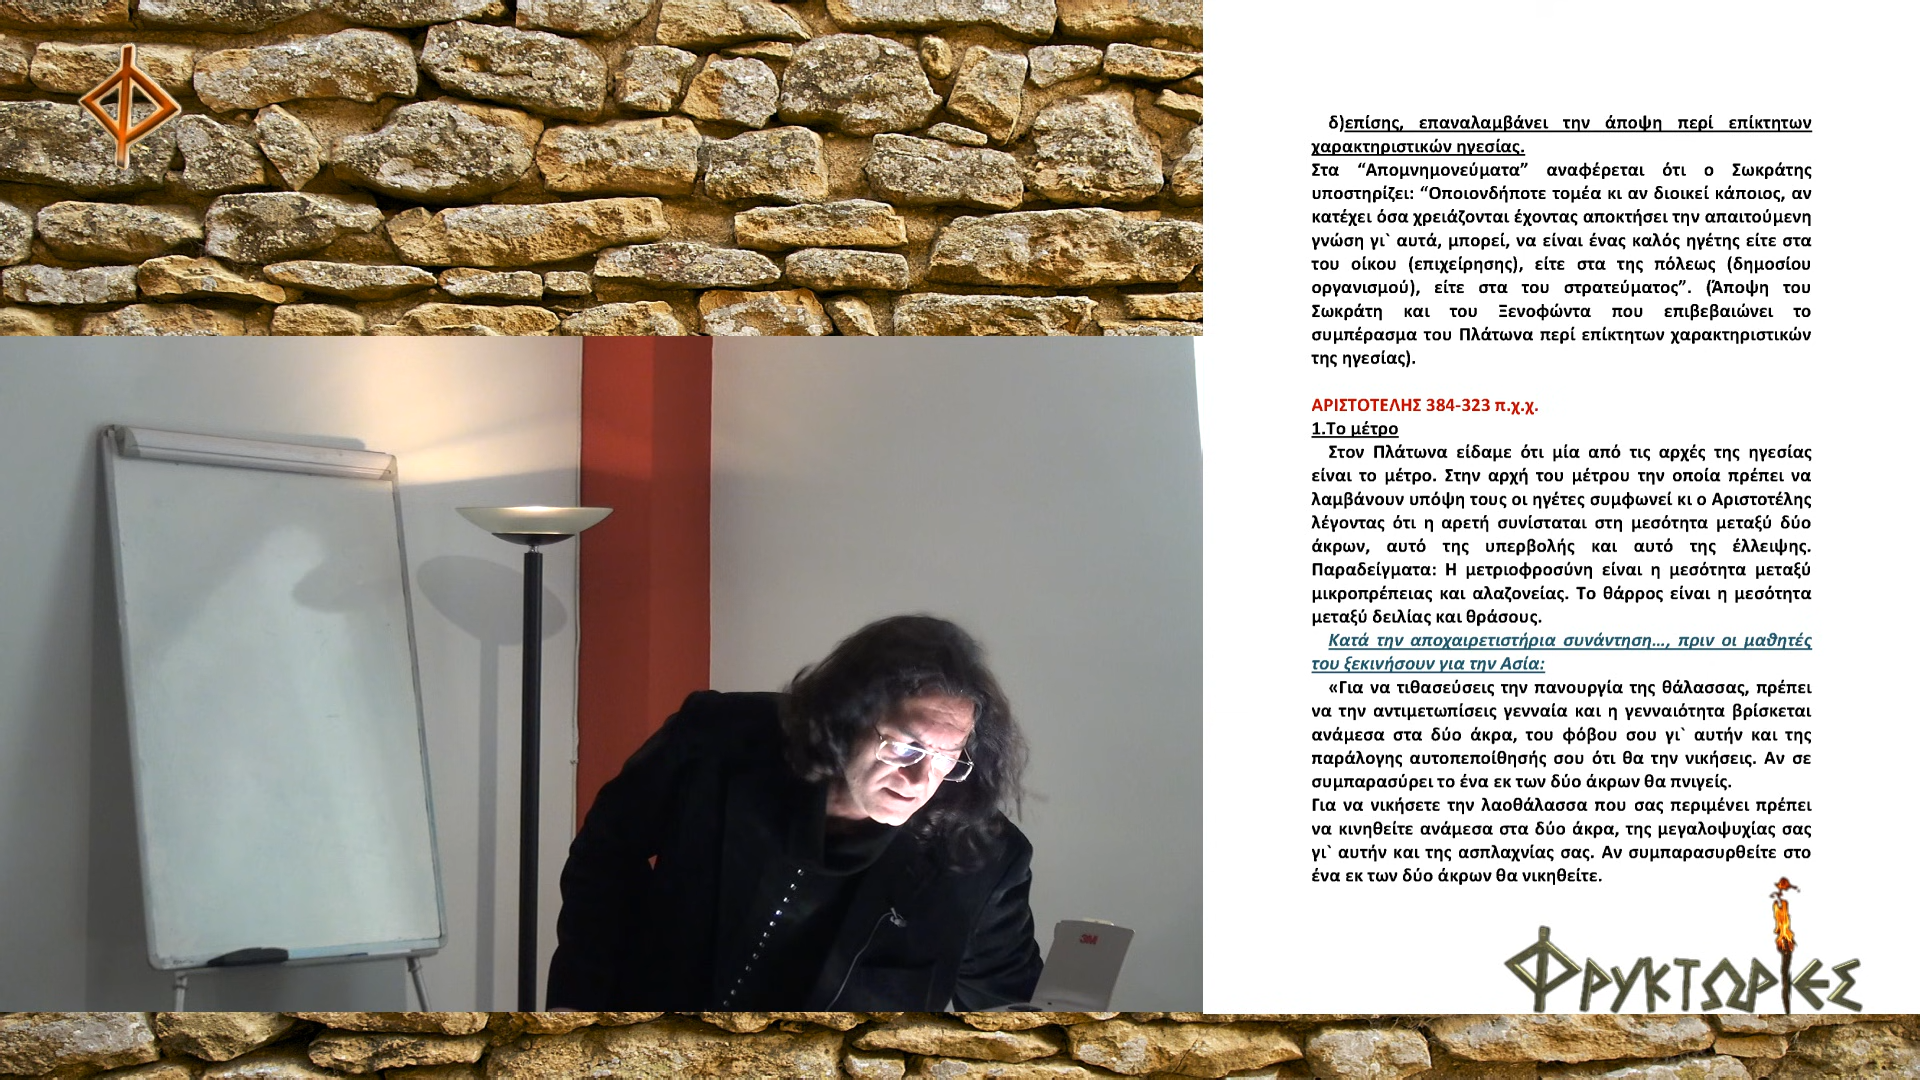 δ)επίσης, επαναλαμβάνει την άποψη περί επίκτητων
χαρακτηριστικών ηγεσίας.
Στα “Απομνημονεύματα” αναφέρεται ότι ο Σωκράτης
υποστηρίζει: “Οποιονδήποτε τομέα κι αν διοικεί κάποιος, αν
κατέχει όσα χρειάζονται έχοντας αποκτήσει την απαιτούμενη
γνώση γι` αυτά, μπορεί, να είναι ένας καλός ηγέτης είτε στα
του οίκου (επιχείρησης), είτε στα της πόλεως (δημοσίου
οργανισμού), είτε στα του στρατεύματος”. (Άποψη του
Σωκράτη και του Ξενοφώντα που επιβεβαιώνει το
συμπέρασμα του Πλάτωνα περί επίκτητων χαρακτηριστικών
της ηγεσίας).
ΑΡΙΣΤΟΤΕΛΗΣ 384-323 π.χ.χ.
1.Το μέτρο
Στον Πλάτωνα είδαμε ότι μία από τις αρχές της ηγεσίας
είναι το μέτρο. Στην αρχή του μέτρου την οποία πρέπει να
λαμβάνουν υπόψη τους οι ηγέτες συμφωνεί κι ο Αριστοτέλης
λέγοντας ότι η αρετή συνίσταται στη μεσότητα μεταξύ δύο
άκρων, αυτό της υπερβολής και αυτό της έλλειψης.
Παραδείγματα: Η μετριοφροσύνη είναι η μεσότητα μεταξύ
μικροπρέπειας και αλαζονείας. Το θάρρος είναι η μεσότητα
μεταξύ δειλίας και θράσους.
Κατά την αποχαιρετιστήρια συνάντηση…, πριν οι μαθητές
του ξεκινήσουν για την Ασία:
«Για να τιθασεύσεις την πανουργία της θάλασσας, πρέπει
να την αντιμετωπίσεις γενναία και η γενναιότητα βρίσκεται
ανάμεσα στα δύο άκρα, του φόβου σου γι` αυτήν και της
παράλογης αυτοπεποίθησής σου ότι θα την νικήσεις. Αν σε
συμπαρασύρει το ένα εκ των δύο άκρων θα πνιγείς.
Για να νικήσετε την λαοθάλασσα που σας περιμένει πρέπει
να κινηθείτε ανάμεσα στα δύο άκρα, της μεγαλοψυχίας σας
γι` αυτήν και της ασπλαχνίας σας. Αν συμπαρασυρθείτε στο
ένα εκ των δύο άκρων θα νικηθείτε.
3M
ΦΡΥΚΤΩΡΙΕΣ